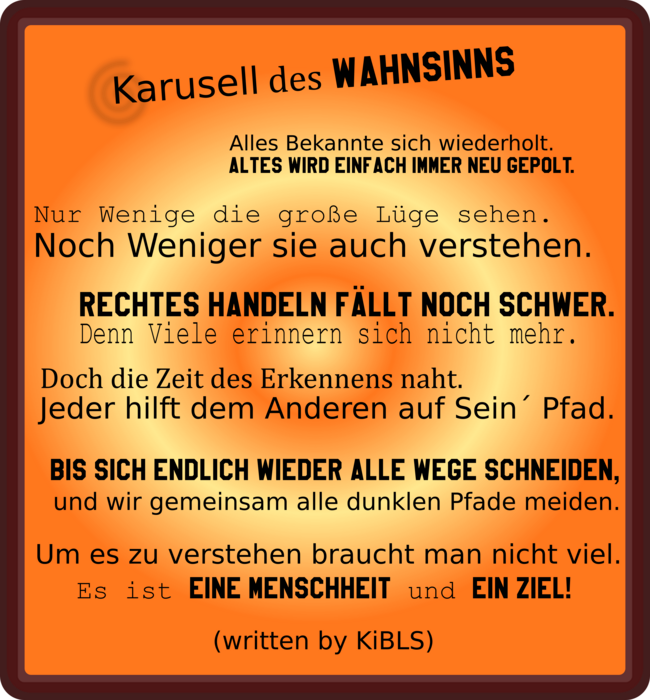 Karusell des WAHNSINNS
Alles Bekannte sich wiederholt.
ALTES WIRD EINFACH IMMER NEU GEPOLT.
Nur Wenige die große Lüge sehen.
Noch Weniger sie auch verstehen.
RECHTES HANDELN FÄLLT NOCH SCHWER.
Denn Viele erinnern sich nicht mehr.
Doch die Zeit des Erkennens naht.
Jeder hilft dem Anderen auf Sein´ Pfad.
BIS SICH ENDLICH WIEDER ALLE WEGE SCHNEIDEN,
und wir gemeinsam alle dunklen Pfade meiden.
Um es zu verstehen braucht man nicht viel.
Es ist EINE MENSCHHEIT und EIN ZIEL!
(written by KiBLS)